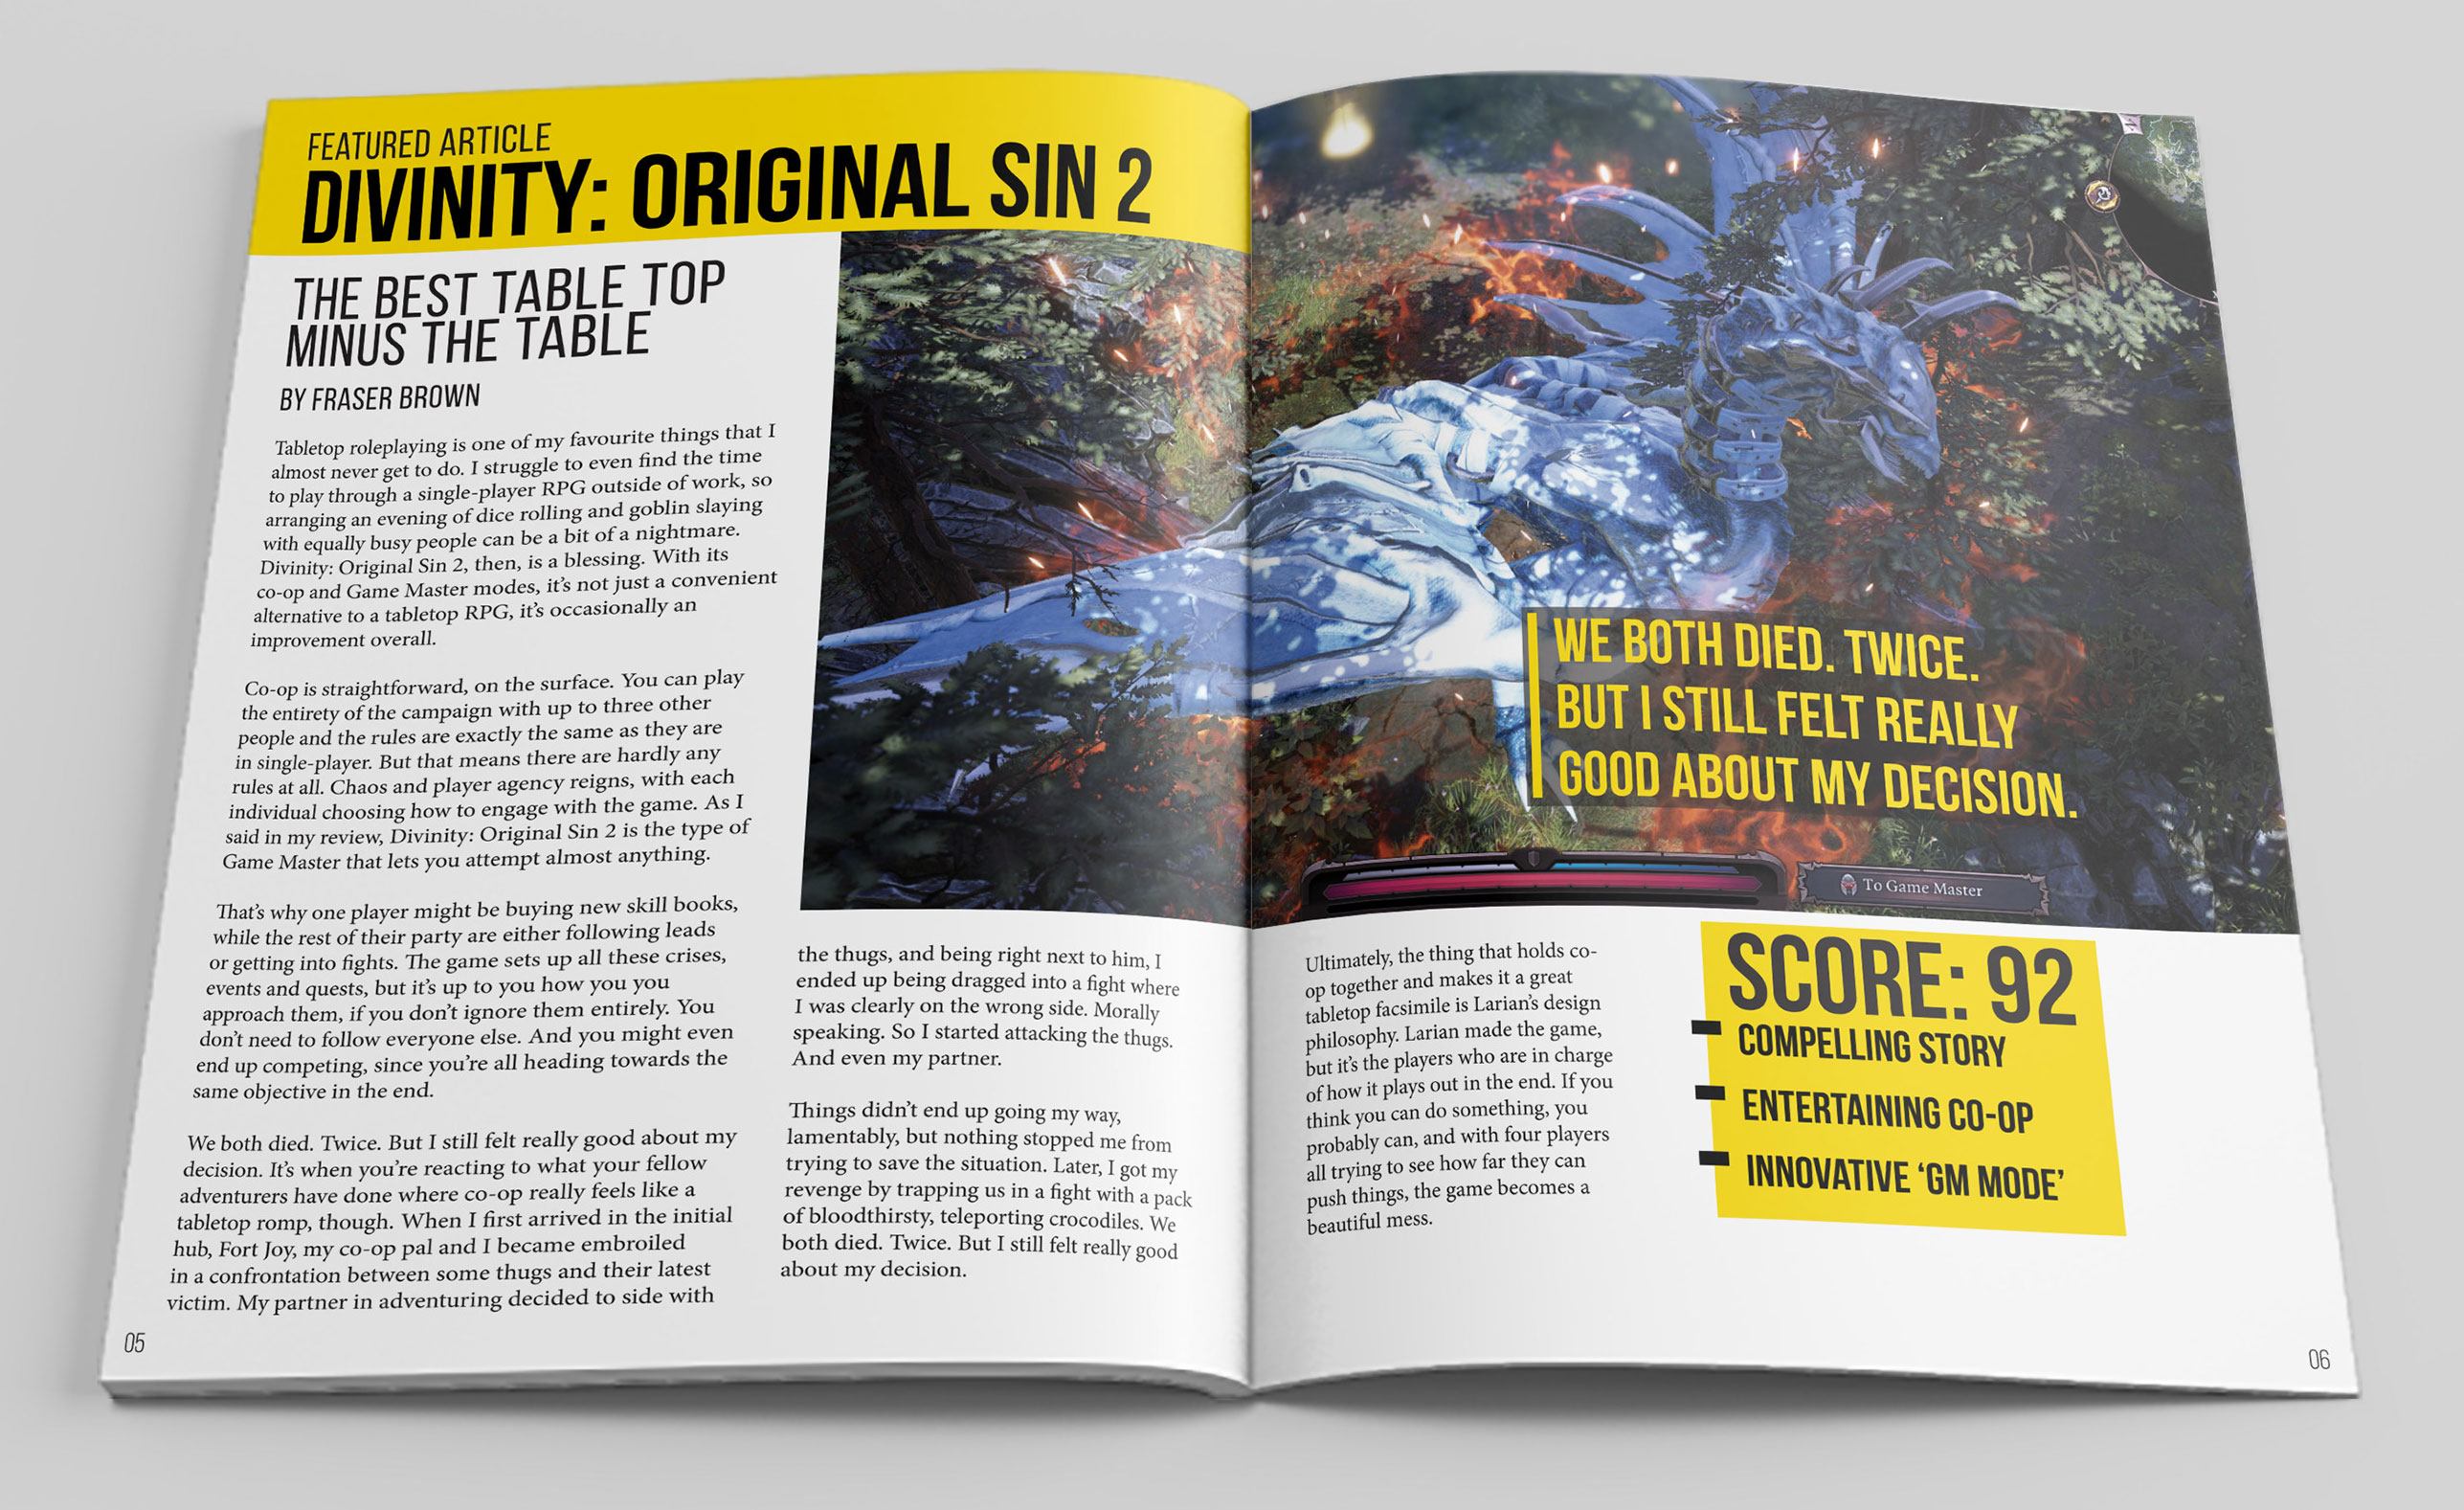 FEATURED ARTICLE
DIVINITY: ORIGINAL SIN 2
THE BEST TABLE TOP
MINUS THE TABLE
BY FRASER BROWN
Tabletop roleplaying is one of my favourite things that I
almost never get to do. I struggle to even find the time
to play through a single-player RPG outside of work, so
arranging an evening of dice rolling and goblin slaying
with equally busy people can be a bit of a nightmare.
Divinity: Original Sin 2, then, is a blessing. With its
co-op and Game Master modes, it's not just a convenient
alternative to a tabletop RPG, it's occasionally an
improvement overall.
Co-op is straightforward, on the surface. You can play
the entirety of the campaign with up to three other
people and the rules are exactly the same as they are
in single-player. But that means there are hardly any
rules at all. Chaos and player agency reigns, with each
individual choosing how to engage with the game. As I
said in my review, Divinity: Original Sin 2 is the type of
Game Master that lets you attempt almost anything.
That's why one player might be buying new skill books,
while the rest of their party are either following leads
or getting into fights. The game sets up all these crises,
events and quests, but it's up to you how you you
approach them, if you don't ignore them entirely. You
don't need to follow everyone else. And you might even
end up competing, since you're all heading towards the
same objective in the end.
We both died. Twice. But I still felt really good about my
decision. It's when you're reacting to what your fellow
adventurers have done where co-op really feels like a
tabletop romp, though. When I first arrived in the initial
hub, Fort Joy, my co-op pal and I became embroiled
in a confrontation between some thugs and their latest
victim. My partner in adventuring decided to side with
05
the thugs, and being right next to him, I
ended up being dragged into a fight where
I was clearly on the wrong side. Morally
speaking. So I started attacking the thugs.
And even my partner.
Things didn't end up going my way,
lamentably, but nothing stopped me from
trying to save the situation. Later, I got my
revenge by trapping us in a fight with a pack
of bloodthirsty, teleporting crocodiles. We
both died. Twice. But I still felt really good
about my decision.
WE BOTH DIED. TWICE.
BUT I STILL FELT REALLY
GOOD ABOUT MY DECISION.
To Game Master
Ultimately, the thing that holds co-
op together and makes it a great
tabletop facsimile is Larian's design
philosophy. Larian made the game,
but it's the players who are in charge
of how it plays out in the end. If you
think you can do something, you
probably can, and with four players
all trying to see how far they can
push things, the game becomes a
beautiful mess.
SCORE: 92
COMPELLING STORY
ENTERTAINING CO-OP
INNOVATIVE 'GM MODE'
06